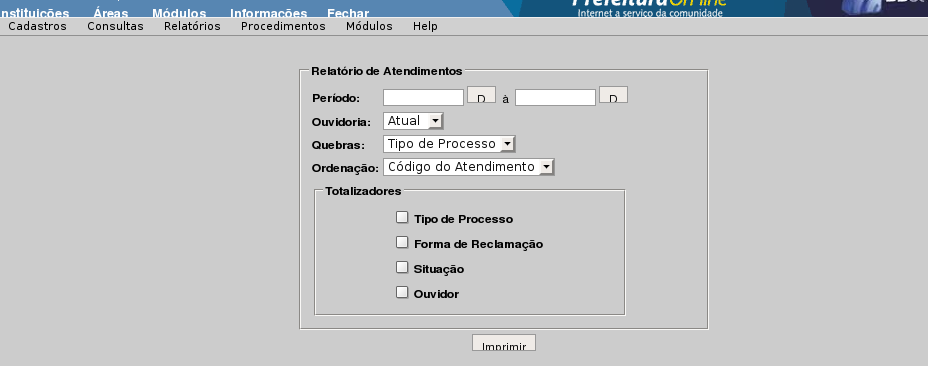 Instituições Áreas Módulos Informações Fechar
PrefeituraOnline
Internet a serviço da comunidade
Cadastros Consultas Relatórios Procedimentos Módulos Help
Relatório de Atendimentos
Período: D à D
Ouvidoria: Atual
Quebras: Tipo de Processo
Ordenação: Código do Atendimento
Totalizadores
Tipo de Processo
Forma de Reclamação
Situação
Ouvidor
Imprimir